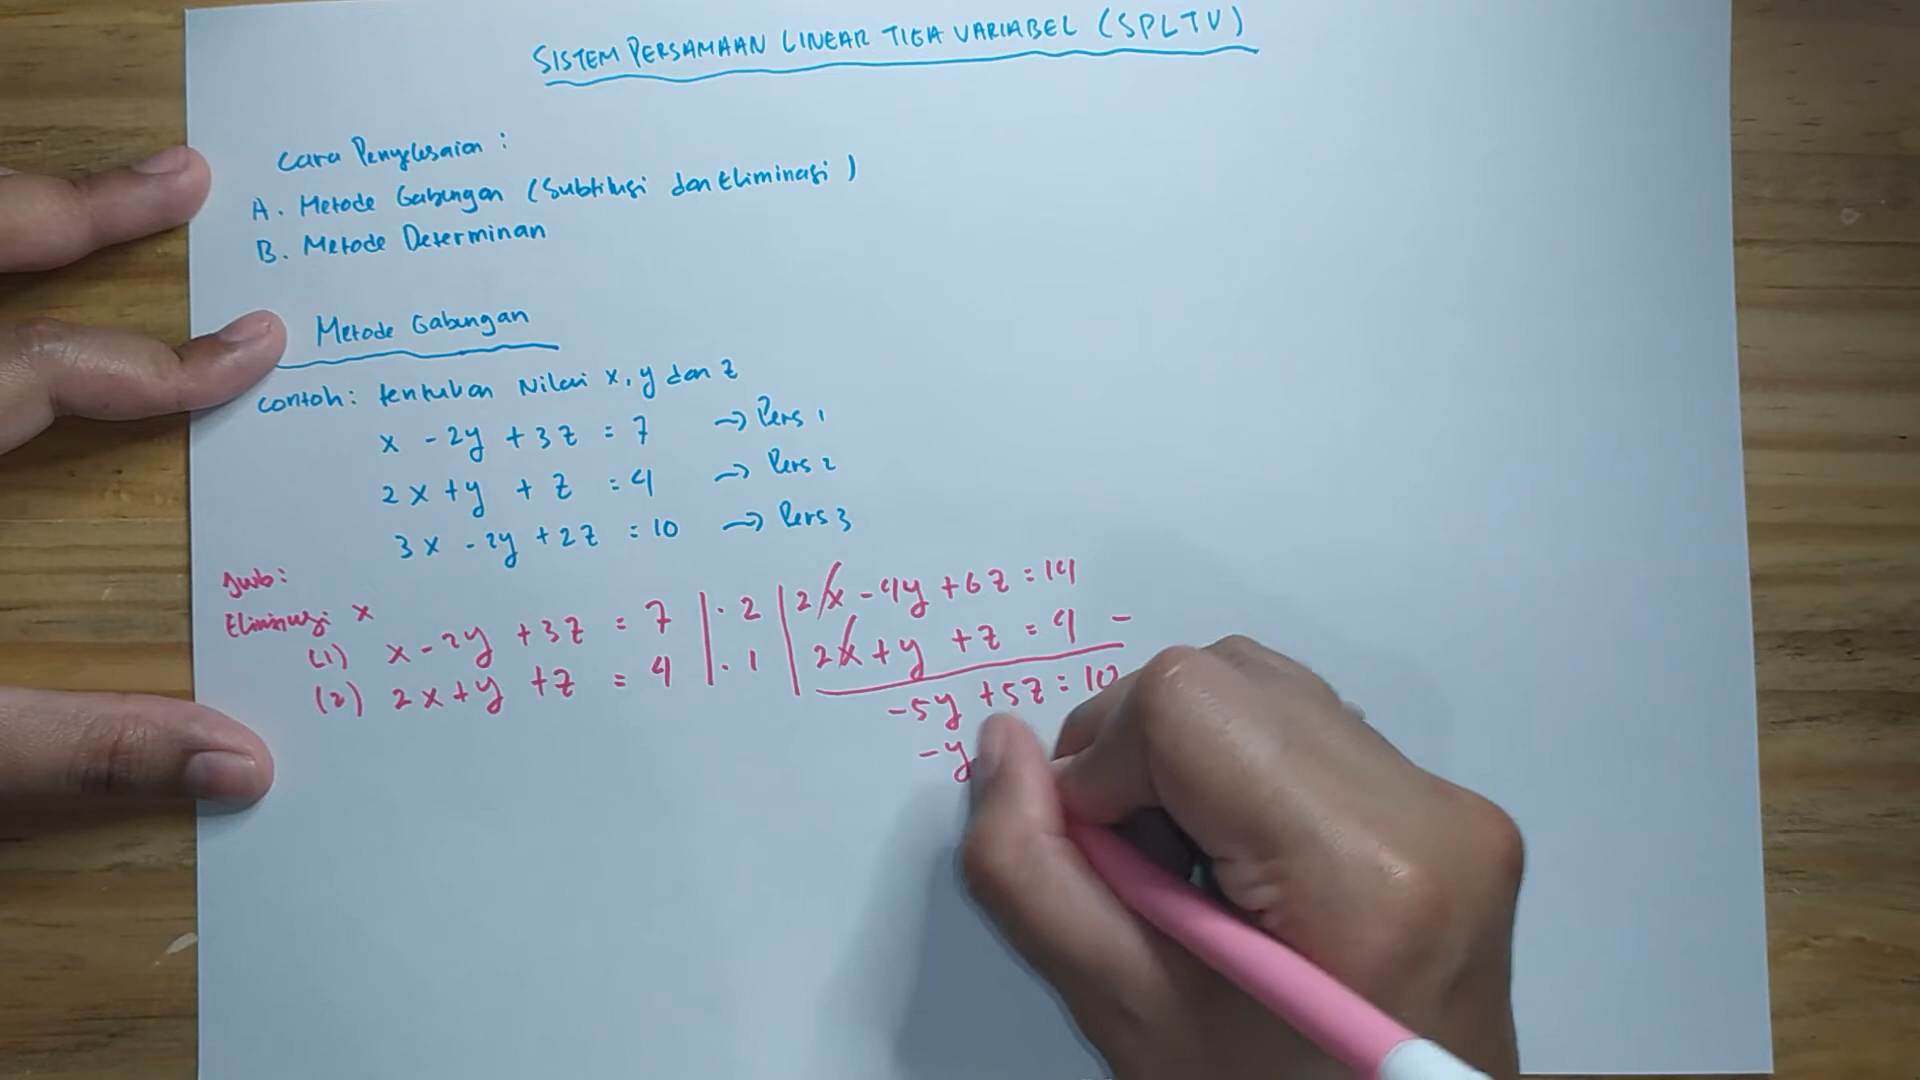 SISTEM PERSAMAAN LINEAR TIGA VARIABEL (SPLTV)
Cara Penyelesaian :
A. Metode Gabungan (Subtitusi dan Eliminasi)
B. Metode Determinan
Metode Gabungan
Contoh: tentukan Nilai x, y dan z
x - 2y + 3z = 7 → Pers 1
2x + y + z = 4 → Pers 2
3x - 2y + 2z = 10 → Pers 3
Jwb:
Eliminasi x
(1) x - 2y + 3z = 7 | . 2 | 2x - 4y + 6z = 14
(2) 2x + y + z = 4 | . 1 | 2x + y + z = 4 -
-5y + 5z = 10
-y